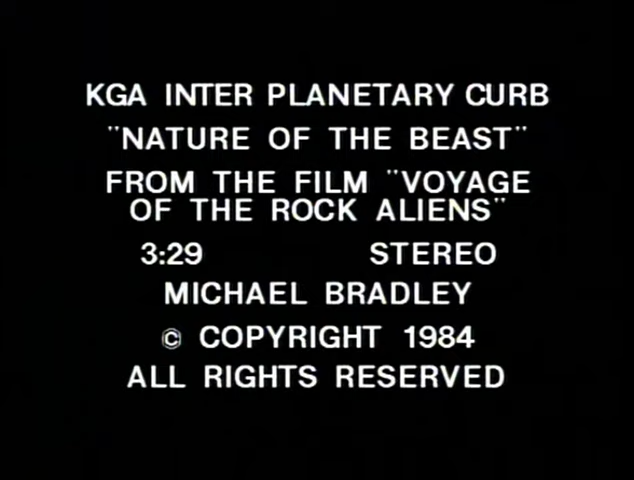 KGA INTER PLANETARY CURB
"NATURE OF THE BEAST"
FROM THE FILM "VOYAGE
OF THE ROCK ALIENS"
3:29 STEREO
MICHAEL BRADLEY
© COPYRIGHT 1984
ALL RIGHTS RESERVED